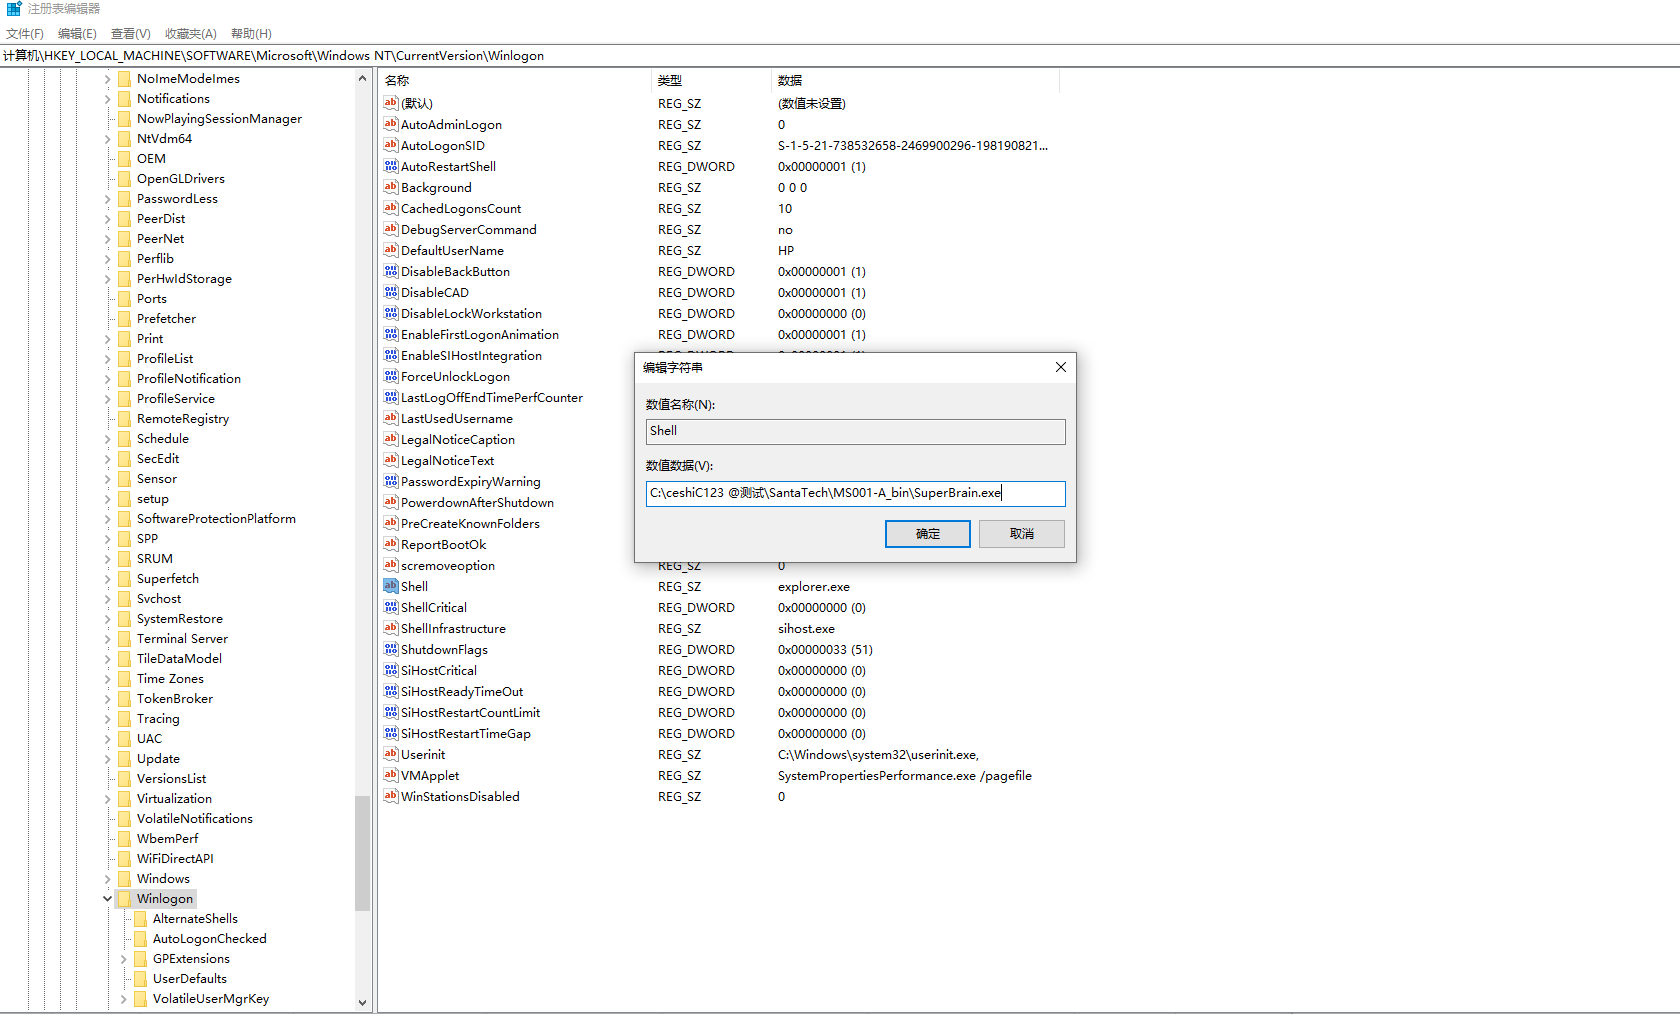 注册表编辑器
文件(F) 编辑(E) 查看(V) 收藏夹(A) 帮助(H)
计算机\HKEY_LOCAL_MACHINE\SOFTWARE\Microsoft\Windows NT\CurrentVersion\Winlogon
NoImeModeImes
Notifications
NowPlayingSessionManager
NtVdm64
OEM
OpenGLDrivers
PasswordLess
PeerDist
PeerNet
Perflib
PerHwIdStorage
Ports
Prefetcher
Print
ProfileList
ProfileNotification
ProfileService
RemoteRegistry
Schedule
SecEdit
Sensor
setup
SoftwareProtectionPlatform
SPP
SRUM
Superfetch
Svchost
SystemRestore
Terminal Server
TileDataModel
Time Zones
TokenBroker
Tracing
UAC
Update
VersionsList
Virtualization
VolatileNotifications
WbemPerf
WiFiDirectAPI
Windows
Winlogon
AlternateShells
AutoLogonChecked
GPExtensions
UserDefaults
VolatileUserMgrKey
名称 类型 数据
(默认) REG_SZ (数值未设置)
AutoAdminLogon REG_SZ 0
AutoLogonSID REG_SZ S-1-5-21-738532658-2469900296-198190821...
AutoRestartShell REG_DWORD 0x00000001 (1)
Background REG_SZ 0 0 0
CachedLogonsCount REG_SZ 10
DebugServerCommand REG_SZ no
DefaultUserName REG_SZ HP
DisableBackButton REG_DWORD 0x00000001 (1)
DisableCAD REG_DWORD 0x00000001 (1)
DisableLockWorkstation REG_DWORD 0x00000000 (0)
EnableFirstLogonAnimation REG_DWORD 0x00000001 (1)
EnableSIHostIntegration
ForceUnlockLogon
LastLogOffEndTimePerfCounter
LastUsedUsername
LegalNoticeCaption
LegalNoticeText
PasswordExpiryWarning
PowerdownAfterShutdown
PreCreateKnownFolders
ReportBootOk
scremoveoption REG_SZ 0
Shell REG_SZ explorer.exe
ShellCritical REG_DWORD 0x00000000 (0)
ShellInfrastructure REG_SZ sihost.exe
ShutdownFlags REG_DWORD 0x00000033 (51)
SiHostCritical REG_DWORD 0x00000000 (0)
SiHostReadyTimeOut REG_DWORD 0x00000000 (0)
SiHostRestartCountLimit REG_DWORD 0x00000000 (0)
SiHostRestartTimeGap REG_DWORD 0x00000000 (0)
Userinit REG_SZ C:\Windows\system32\userinit.exe,
VMApplet REG_SZ SystemPropertiesPerformance.exe /pagefile
WinStationsDisabled REG_SZ 0
编辑字符串
数值名称(N):
Shell
数值数据(V):
C:\ceshiC123 @测试\SantaTech\MS001-A_bin\SuperBrain.exe
确定 取消